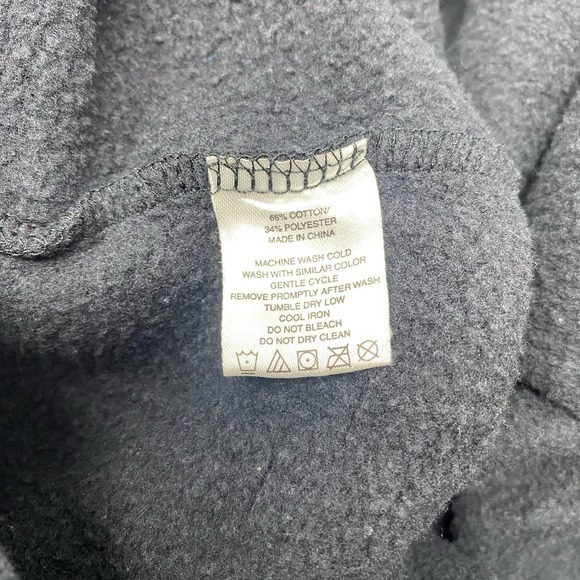 66% COTTON/
34% POLYESTER
MADE IN CHINA
MACHINE WASH COLD
WASH WITH SIMILAR COLOR
GENTLE CYCLE
REMOVE PROMPTLY AFTER WASH
TUMBLE DRY LOW
COOL IRON
DO NOT BLEACH
DO NOT DRY CLEAN